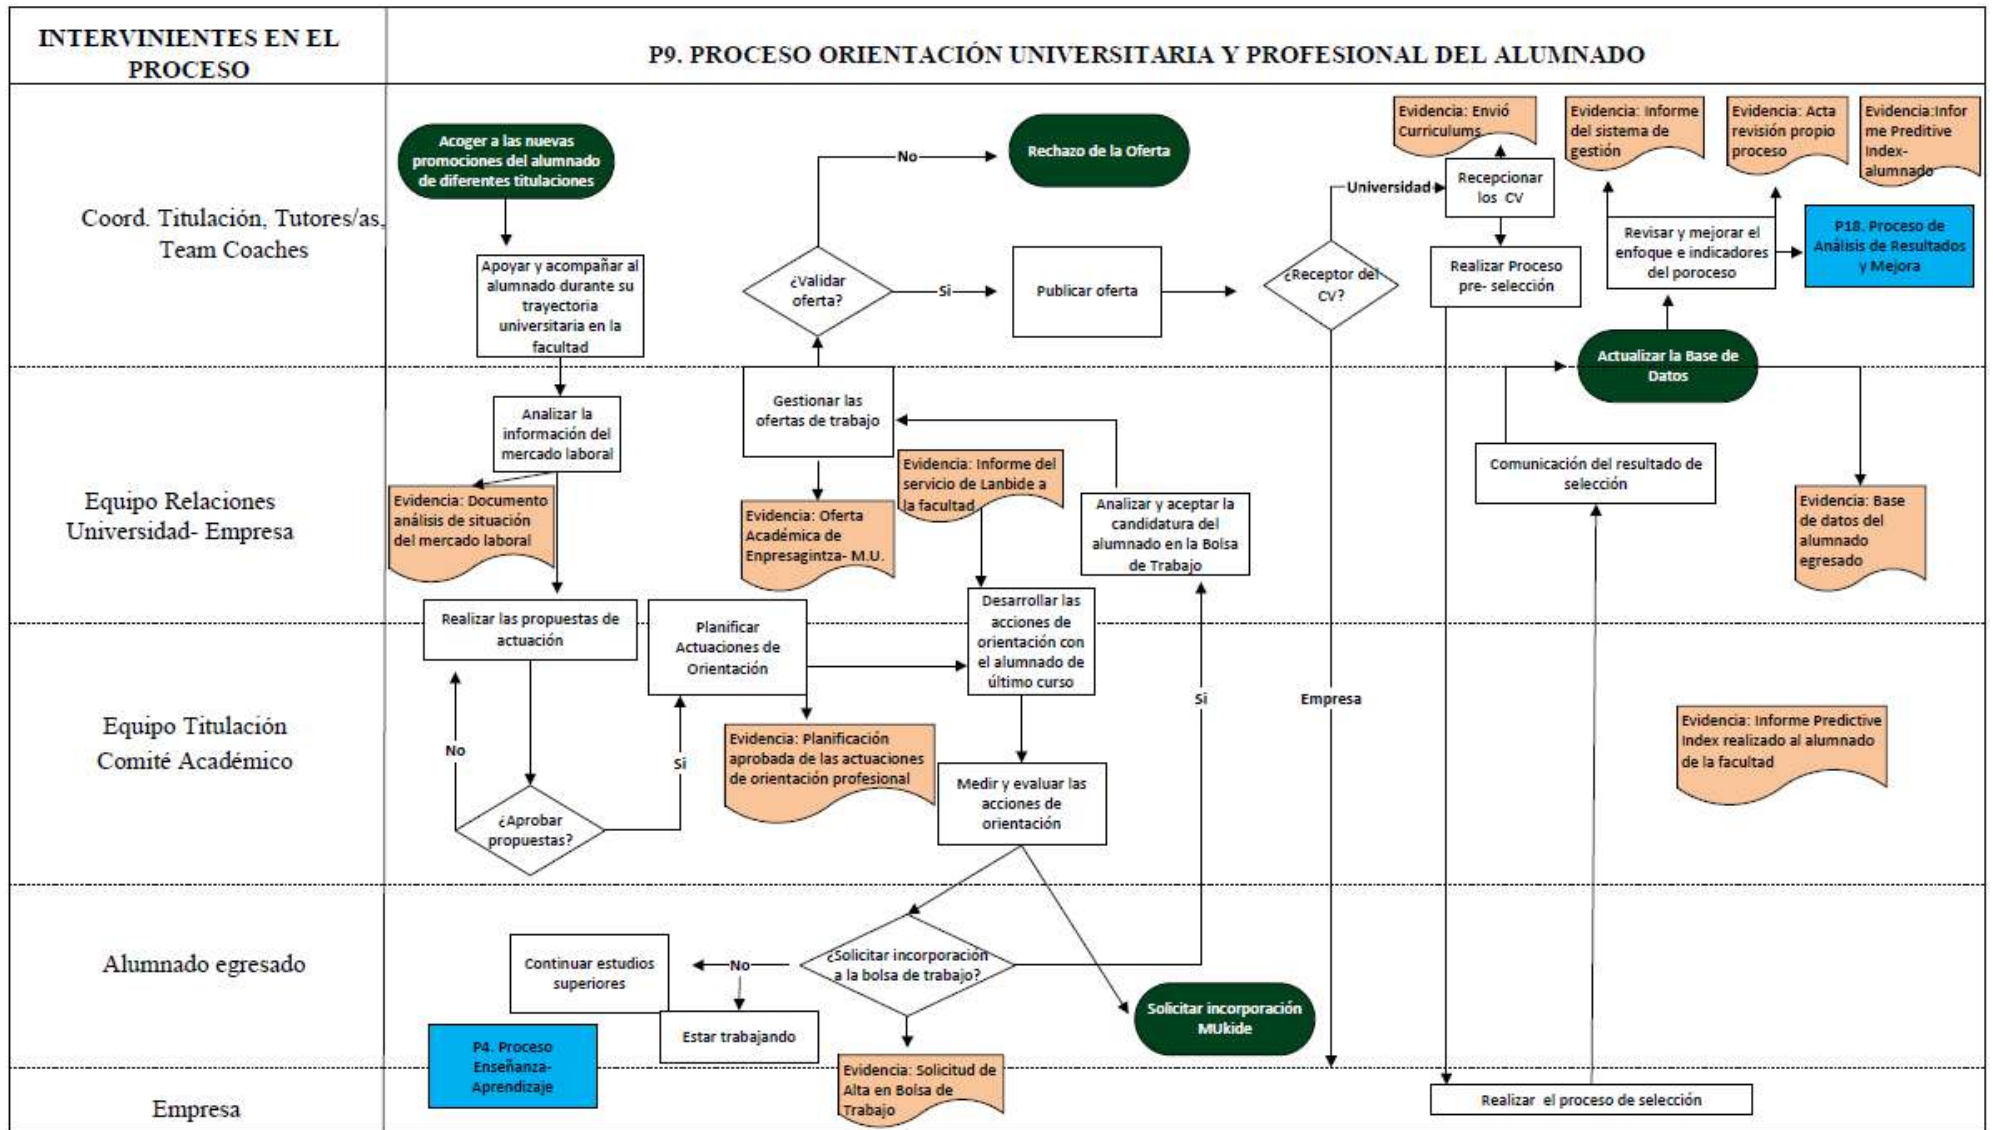 INTERVINIENTES EN EL
PROCESO
P9. PROCESO ORIENTACIÓN UNIVERSITARIA Y PROFESIONAL DEL ALUMNADO
Coord. Titulación, Tutores/as,
Team Coaches
Acoger a las nuevas
promociones del alumnado
de diferentes titulaciones
Apoyar y acompañar al
alumnado durante su
trayectoria
universitaria en la
facultad
No
Rechazo de la Oferta
¿Validar
oferta?
Si
Publicar oferta
¿Receptor del
CV?
Universidad
Evidencia: Envió
Curriculums
Recepcionar
los CV
Realizar Proceso
pre- selección
Evidencia: Informe
del sistema de
gestión
Evidencia: Acta
revisión propio
proceso
Evidencia:Infor
me Preditive
Index-
alumnado
Revisar y mejorar el
enfoque e indicadores
del poroceso
P18. Proceso de
Análisis de Resultados
y Mejora
Actualizar la Base de
Datos
Equipo Relaciones
Universidad- Empresa
Analizar la
información del
mercado laboral
Evidencia: Documento
análisis de situación
del mercado laboral
Gestionar las
ofertas de trabajo
Evidencia: Oferta
Académica de
Enpresagintza- M.U.
Evidencia: Informe del
servicio de Lanbide a
la facultad
Analizar y aceptar la
candidatura del
alumnado en la Bolsa
de Trabajo
Comunicación del resultado de
selección
Evidencia: Base
de datos del
alumnado
egresado
Realizar las propuestas de
actuación
Planificar
Actuaciones de
Orientación
Desarrollar las
acciones de
orientación con
el alumnado de
último curso
Equipo Titulación
Comité Académico
No
Si
¿Aprobar
propuestas?
Evidencia: Planificación
aprobada de las actuaciones
de orientación profesional
Medir y evaluar las
acciones de
orientación
Si
Empresa
Evidencia: Informe Predictive
Index realizado al alumnado
de la facultad
Alumnado egresado
Continuar estudios
superiores
No
Estar trabajando
¿Solicitar incorporación
a la bolsa de trabajo?
Solicitar incorporación
MUkide
P4. Proceso
Enseñanza-
Aprendizaje
Evidencia: Solicitud de
Alta en Bolsa de
Trabajo
Empresa
Realizar el proceso de selección